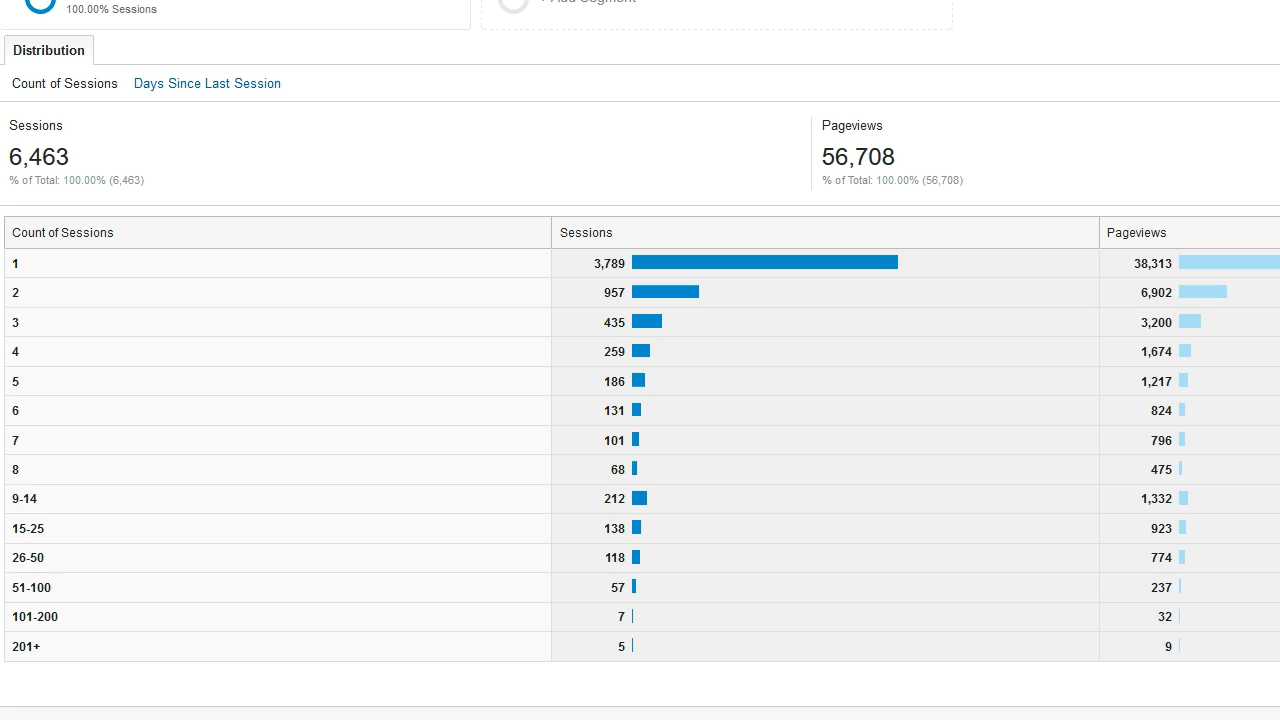 100.00% Sessions
+ Add Segment
Distribution
Count of Sessions Days Since Last Session
Sessions Pageviews
6,463 56,708
% of Total: 100.00% (6,463) % of Total: 100.00% (56,708)
Count of Sessions Sessions Pageviews
1 3,789 38,313
2 957 6,902
3 435 3,200
4 259 1,674
5 186 1,217
6 131 824
7 101 796
8 68 475
9-14 212 1,332
15-25 138 923
26-50 118 774
51-100 57 237
101-200 7 32
201+ 5 9